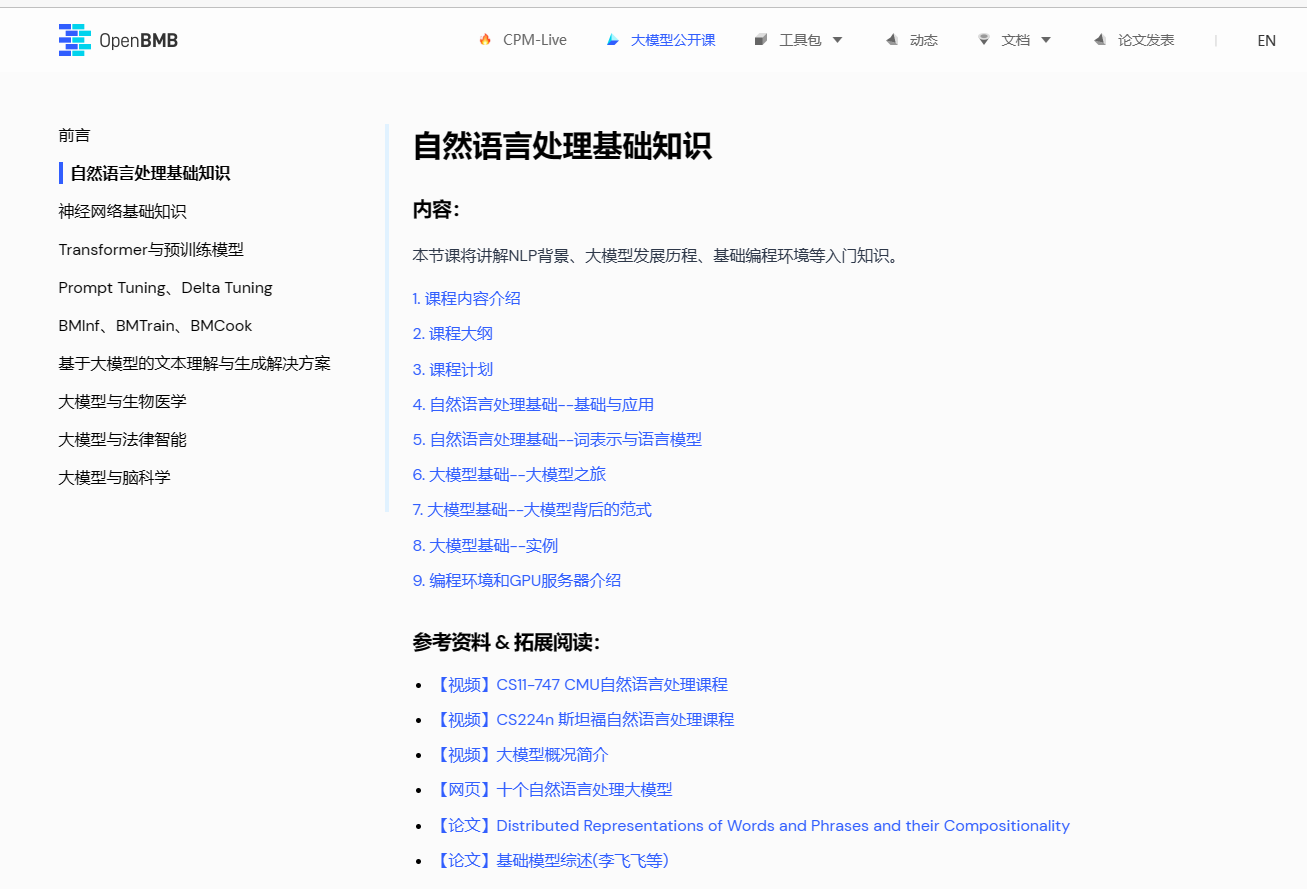 OpenBMB
CPM-Live 大模型公开课 工具包 动态 文档 论文发表 EN
前言
自然语言处理基础知识
神经网络基础知识
Transformer与预训练模型
Prompt Tuning、Delta Tuning
BMInf、BMTrain、BMCook
基于大模型的文本理解与生成解决方案
大模型与生物医学
大模型与法律智能
大模型与脑科学
自然语言处理基础知识
内容：
本节课将讲解NLP背景、大模型发展历程、基础编程环境等入门知识。
1. 课程内容介绍
2. 课程大纲
3. 课程计划
4. 自然语言处理基础--基础与应用
5. 自然语言处理基础--词表示与语言模型
6. 大模型基础--大模型之旅
7. 大模型基础--大模型背后的范式
8. 大模型基础--实例
9. 编程环境和GPU服务器介绍
参考资料 & 拓展阅读：
【视频】CS11-747 CMU自然语言处理课程
【视频】CS224n 斯坦福自然语言处理课程
【视频】大模型概况简介
【网页】十个自然语言处理大模型
【论文】Distributed Representations of Words and Phrases and their Compositionality
【论文】基础模型综述(李飞飞等)